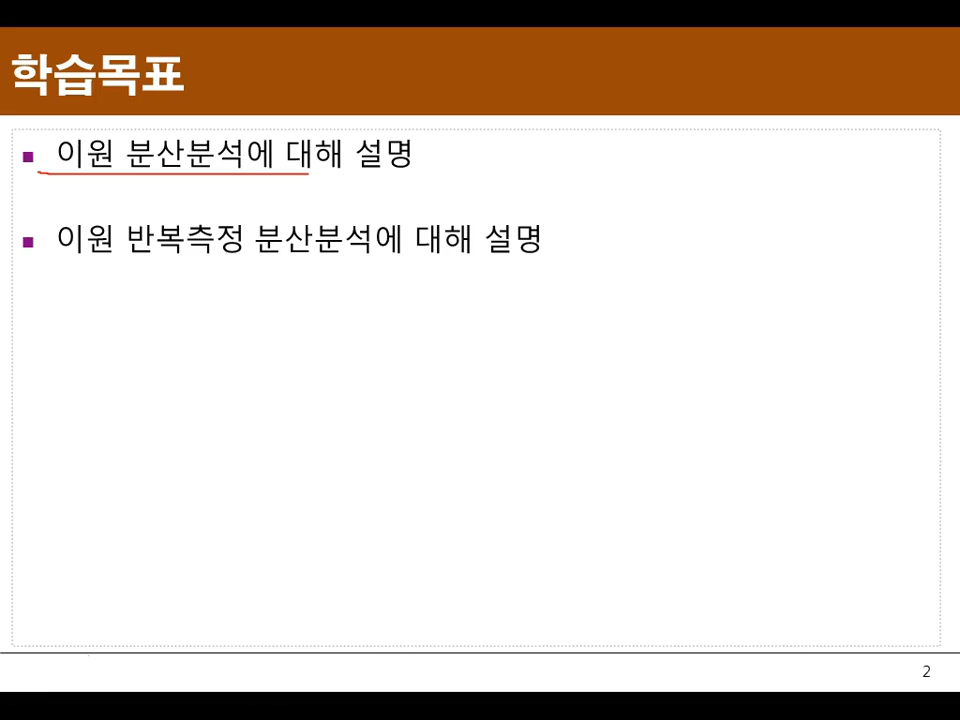 학습목표
이원 분산분석에 대해 설명
이원 반복측정 분산분석에 대해 설명
2